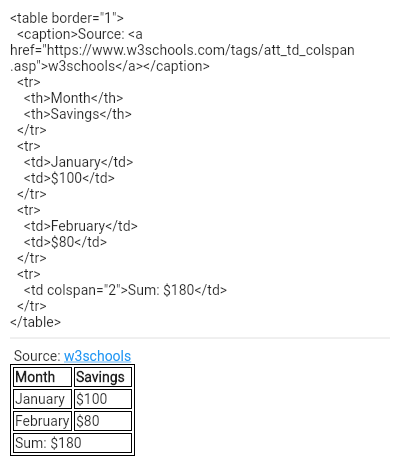 <table border="1">
  <caption>Source: <a
href="https://www.w3schools.com/tags/att_td_colspan
.asp">w3schools</a></caption>
  <tr>
    <th>Month</th>
    <th>Savings</th>
  </tr>
  <tr>
    <td>January</td>
    <td>$100</td>
  </tr>
  <tr>
    <td>February</td>
    <td>$80</td>
  </tr>
  <tr>
    <td colspan="2">Sum: $180</td>
  </tr>
</table>
Source: w3schools
Month Savings
January $100
February $80
Sum: $180